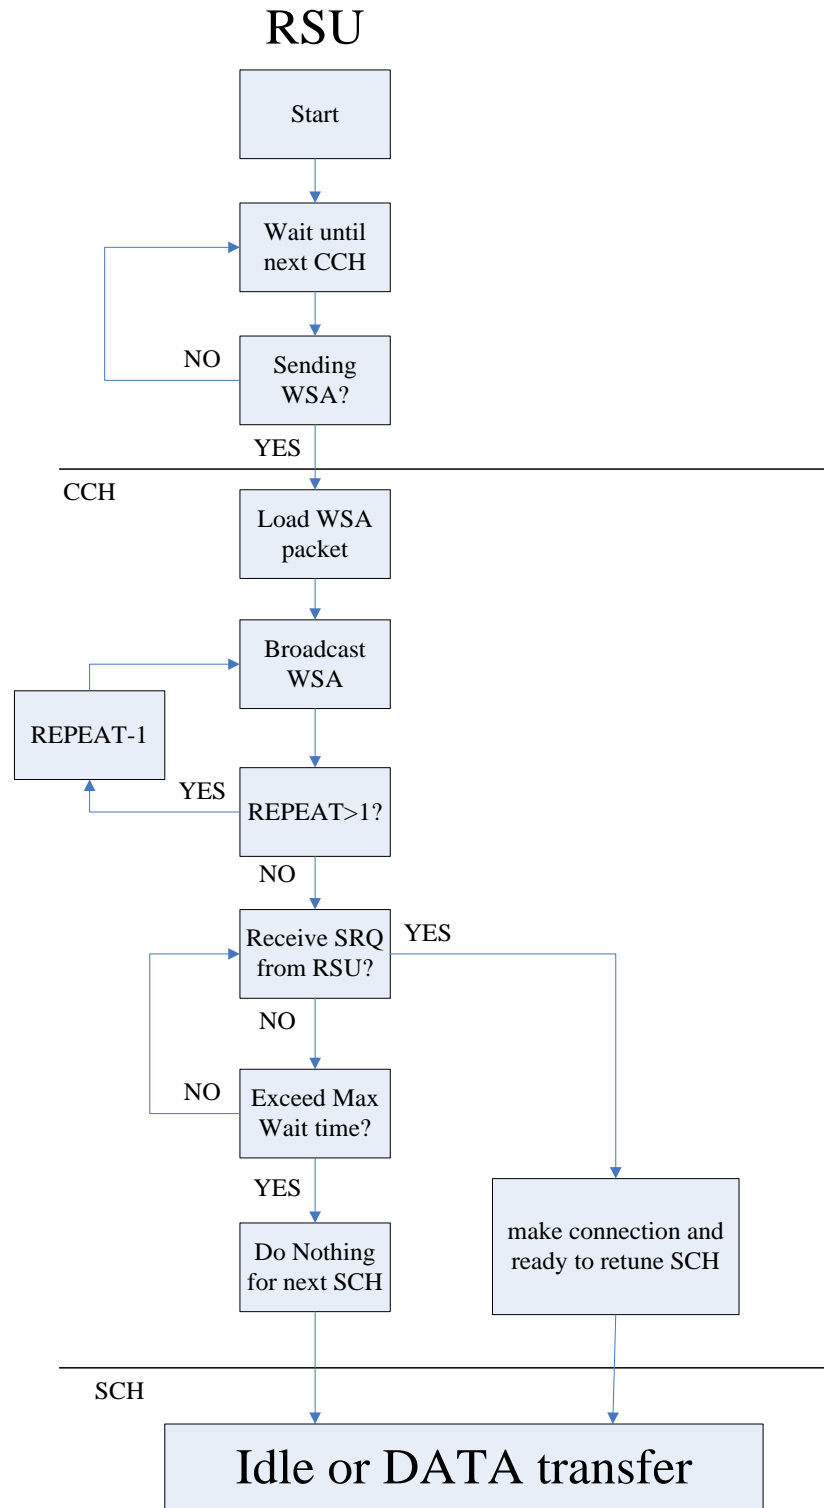 RSU
Start
Wait until
next CCH
NO
Sending
WSA?
YES
CCH
Load WSA
packet
Broadcast
WSA
REPEAT-1
YES
REPEAT>1?
NO
Receive SRQ
from RSU?
YES
NO
NO
Exceed Max
Wait time?
YES
Do Nothing
for next SCH
make connection and
ready to retune SCH
SCH
Idle or DATA transfer